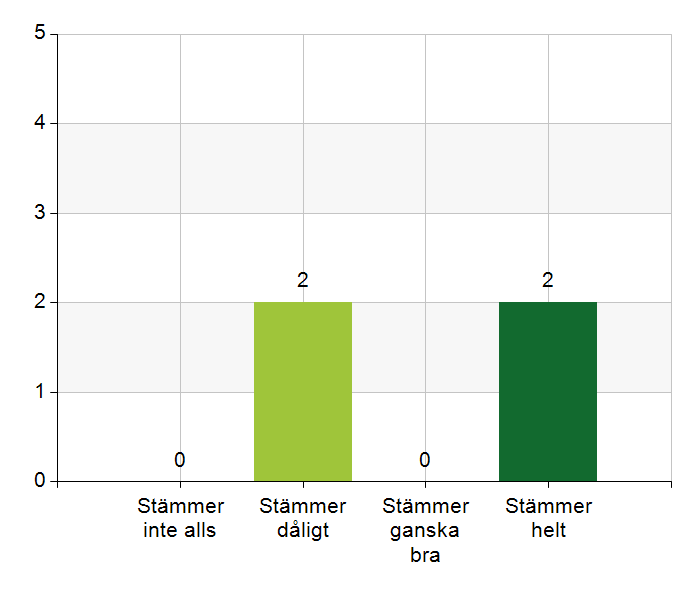 5
4
3
2
1
0
0
2
0
2
Stämmer
inte alls
Stämmer
dåligt
Stämmer
ganska
bra
Stämmer
helt